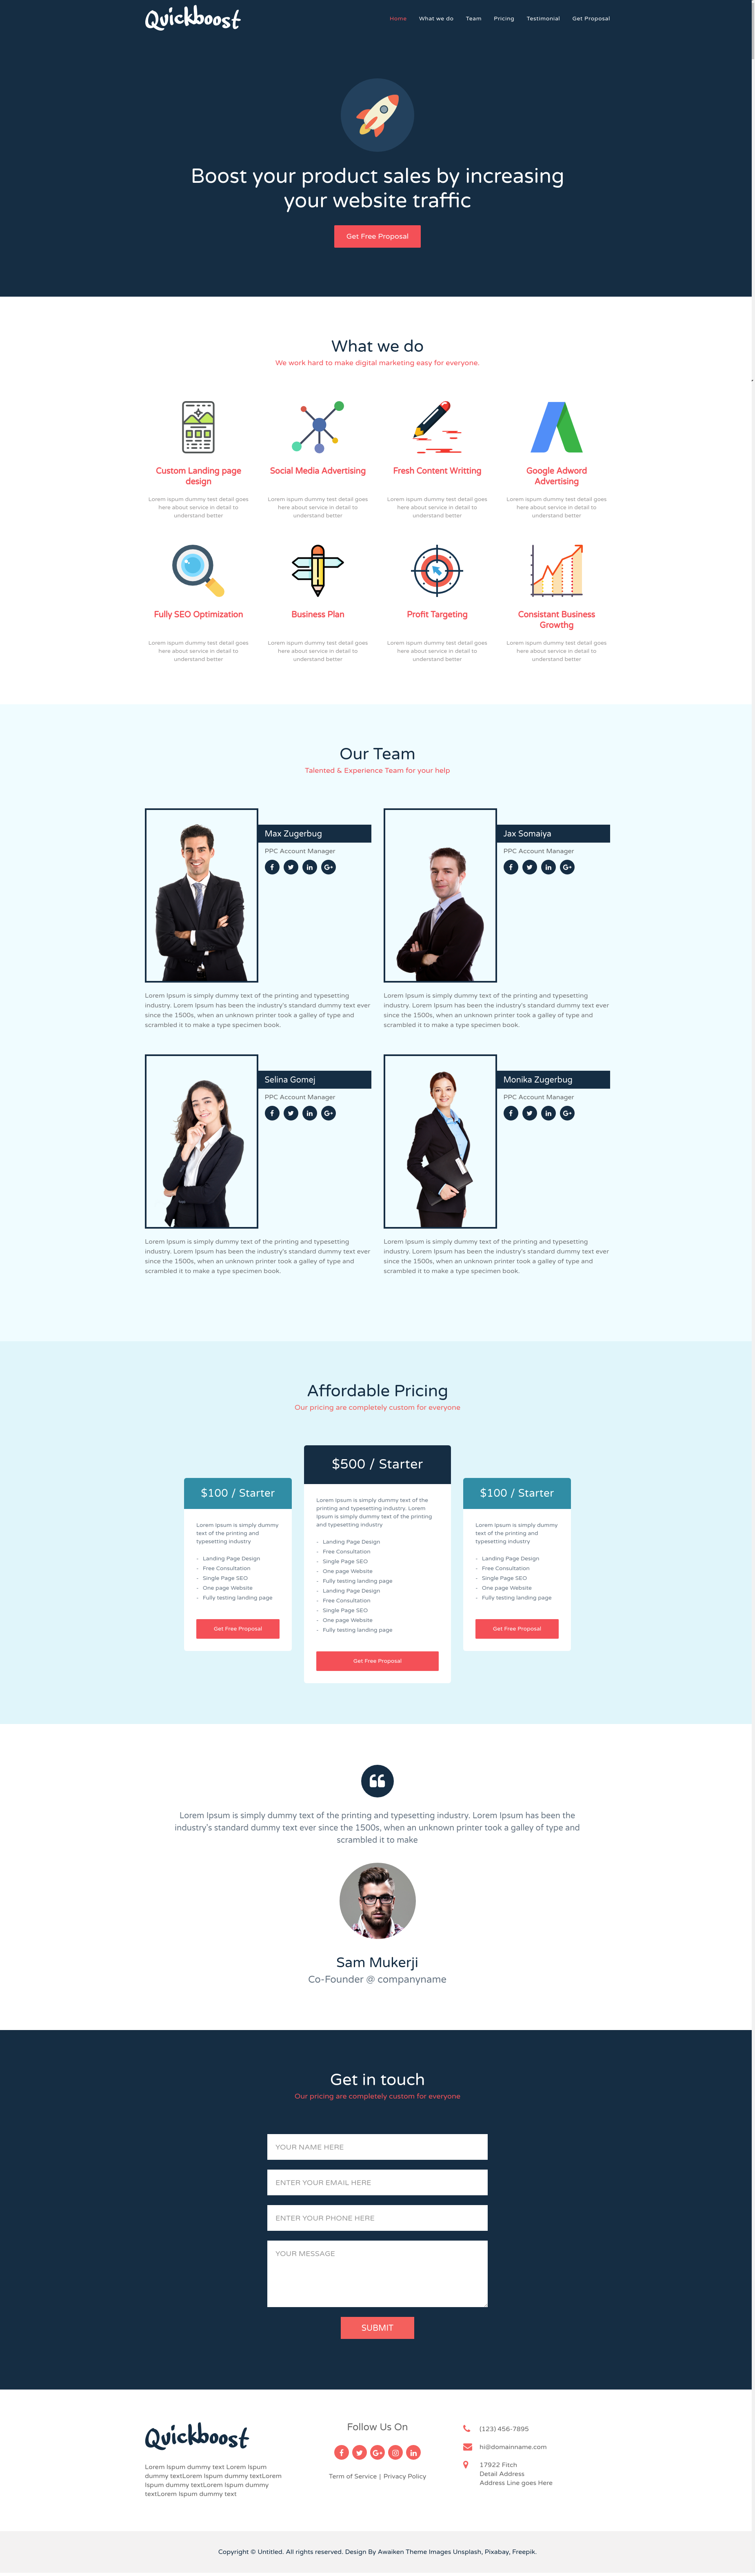 Quickboost
Home What we do Team Pricing Testimonial Get Proposal
Boost your product sales by increasing
your website traffic
Get Free Proposal
What we do
We work hard to make digital marketing easy for everyone.
Custom Landing page
design
Lorem ispum dummy test detail goes
here about service in detail to
understand better
Social Media Advertising
Lorem ispum dummy test detail goes
here about service in detail to
understand better
Fresh Content Writting
Lorem ispum dummy test detail goes
here about service in detail to
understand better
Google Adword
Advertising
Lorem ispum dummy test detail goes
here about service in detail to
understand better
Fully SEO Optimization
Lorem ispum dummy test detail goes
here about service in detail to
understand better
Business Plan
Lorem ispum dummy test detail goes
here about service in detail to
understand better
Profit Targeting
Lorem ispum dummy test detail goes
here about service in detail to
understand better
Consistant Business
Growthg
Lorem ispum dummy test detail goes
here about service in detail to
understand better
Our Team
Talented & Experience Team for your help
Max Zugerbug
PPC Account Manager
Lorem Ipsum is simply dummy text of the printing and typesetting
industry. Lorem Ipsum has been the industry's standard dummy text ever
since the 1500s, when an unknown printer took a galley of type and
scrambled it to make a type specimen book.
Jax Somaiya
PPC Account Manager
Lorem Ipsum is simply dummy text of the printing and typesetting
industry. Lorem Ipsum has been the industry's standard dummy text ever
since the 1500s, when an unknown printer took a galley of type and
scrambled it to make a type specimen book.
Selina Gomej
PPC Account Manager
Lorem Ipsum is simply dummy text of the printing and typesetting
industry. Lorem Ipsum has been the industry's standard dummy text ever
since the 1500s, when an unknown printer took a galley of type and
scrambled it to make a type specimen book.
Monika Zugerbug
PPC Account Manager
Lorem Ipsum is simply dummy text of the printing and typesetting
industry. Lorem Ipsum has been the industry's standard dummy text ever
since the 1500s, when an unknown printer took a galley of type and
scrambled it to make a type specimen book.
Affordable Pricing
Our pricing are completely custom for everyone
$100 / Starter
Lorem Ipsum is simply dummy
text of the printing and
typesetting industry
- Landing Page Design
- Free Consultation
- Single Page SEO
- One page Website
- Fully testing landing page
Get Free Proposal
$500 / Starter
Lorem Ipsum is simply dummy text of the
printing and typesetting industry. Lorem
Ipsum is simply dummy text of the printing
and typesetting industry
- Landing Page Design
- Free Consultation
- Single Page SEO
- One page Website
- Fully testing landing page
- Landing Page Design
- Free Consultation
- Single Page SEO
- One page Website
- Fully testing landing page
Get Free Proposal
$100 / Starter
Lorem Ipsum is simply dummy
text of the printing and
typesetting industry
- Landing Page Design
- Free Consultation
- Single Page SEO
- One page Website
- Fully testing landing page
Get Free Proposal
Lorem Ipsum is simply dummy text of the printing and typesetting industry. Lorem Ipsum has been the
industry's standard dummy text ever since the 1500s, when an unknown printer took a galley of type and
scrambled it to make
Sam Mukerji
Co-Founder @ companyname
Get in touch
Our pricing are completely custom for everyone
YOUR NAME HERE
ENTER YOUR EMAIL HERE
ENTER YOUR PHONE HERE
YOUR MESSAGE
SUBMIT
Quickboost
Lorem Ispum dummy text Lorem Ispum
dummy textLorem Ispum dummy textLorem
Ispum dummy textLorem Ispum dummy
textLorem Ispum dummy text
Follow Us On
Term of Service | Privacy Policy
(123) 456-7895
hi@domainname.com
17922 Fitch
Detail Address
Address Line goes Here
Copyright © Untitled. All rights reserved. Design By Awaiken Theme Images Unsplash, Pixabay, Freepik.